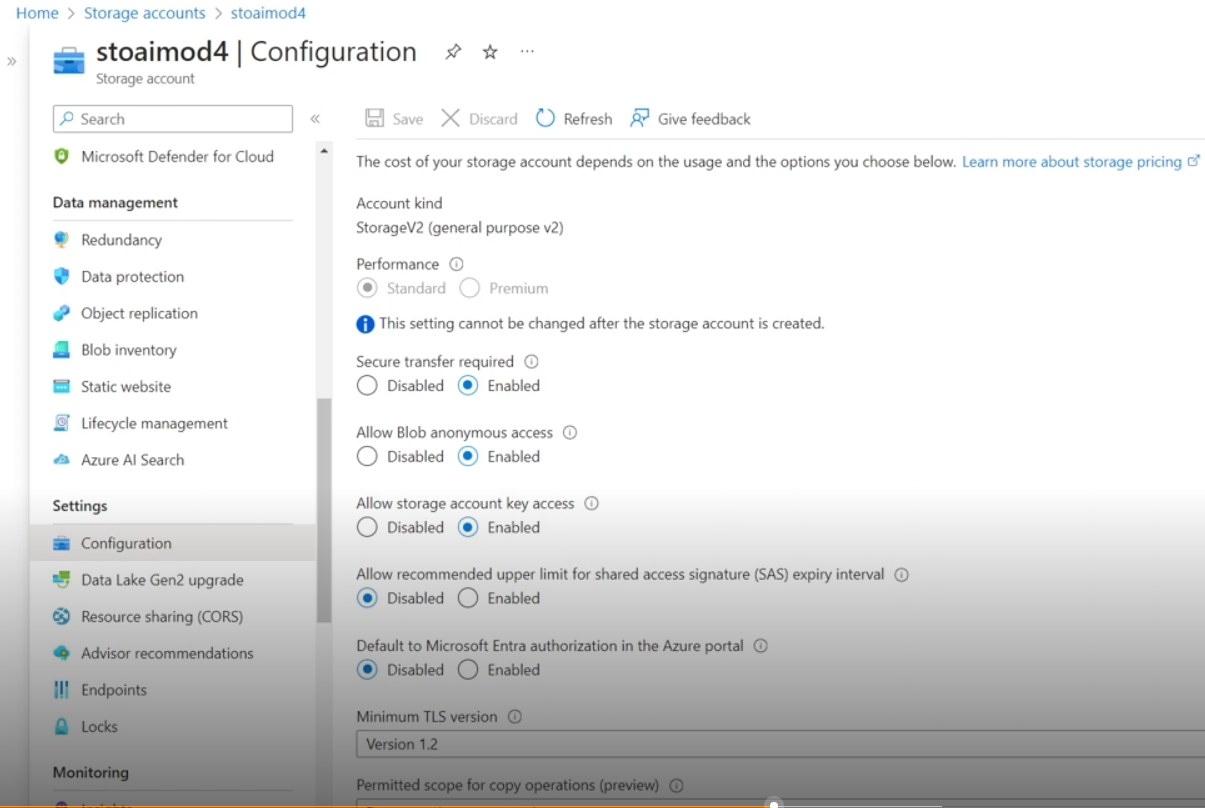 Home > Storage accounts > stoaimod4
»
stoaimod4 | Configuration ...
Storage account
Search
«
Microsoft Defender for Cloud
Data management
Redundancy
Data protection
Object replication
Blob inventory
Static website
Lifecycle management
Azure AI Search
Settings
Configuration
Data Lake Gen2 upgrade
Resource sharing (CORS)
Advisor recommendations
Endpoints
Locks
Monitoring
Insights
Save Discard Refresh Give feedback
The cost of your storage account depends on the usage and the options you choose below. Learn more about storage pricing
Account kind
StorageV2 (general purpose v2)
Performance
Standard Premium
This setting cannot be changed after the storage account is created.
Secure transfer required
Disabled Enabled
Allow Blob anonymous access
Disabled Enabled
Allow storage account key access
Disabled Enabled
Allow recommended upper limit for shared access signature (SAS) expiry interval
Disabled Enabled
Default to Microsoft Entra authorization in the Azure portal
Disabled Enabled
Minimum TLS version
Version 1.2
Permitted scope for copy operations (preview)